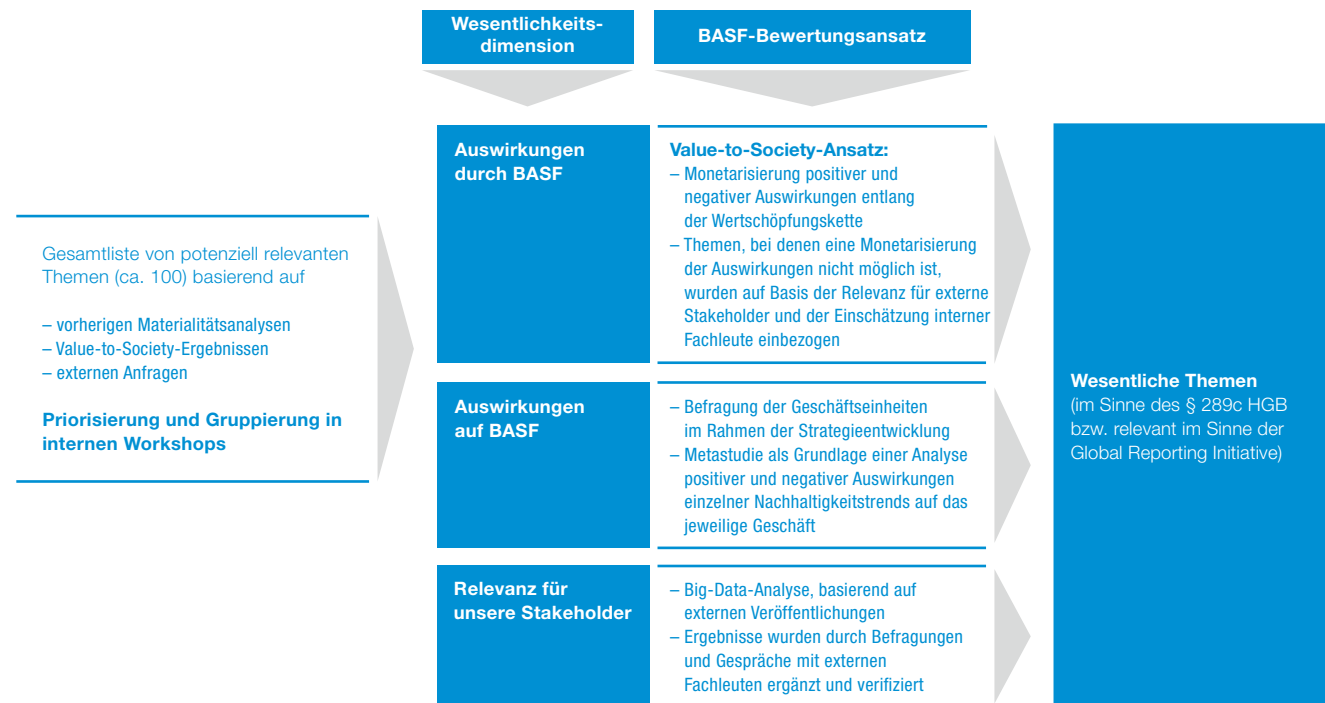 Wesentlichkeits-
dimension
BASF-Bewertungsansatz
Gesamtliste von potenziell relevanten
Themen (ca. 100) basierend auf
– vorherigen Materialitätsanalysen
– Value-to-Society-Ergebnissen
– externen Anfragen
Priorisierung und Gruppierung in
internen Workshops
Auswirkungen
durch BASF
Value-to-Society-Ansatz:
– Monetarisierung positiver und
negativer Auswirkungen entlang
der Wertschöpfungskette
– Themen, bei denen eine Monetarisierung
der Auswirkungen nicht möglich ist,
wurden auf Basis der Relevanz für externe
Stakeholder und der Einschätzung interner
Fachleute einbezogen
Auswirkungen
auf BASF
– Befragung der Geschäftseinheiten
im Rahmen der Strategieentwicklung
– Metastudie als Grundlage einer Analyse
positiver und negativer Auswirkungen
einzelner Nachhaltigkeitstrends auf das
jeweilige Geschäft
Relevanz für
unsere Stakeholder
– Big-Data-Analyse, basierend auf
externen Veröffentlichungen
– Ergebnisse wurden durch Befragungen
und Gespräche mit externen
Fachleuten ergänzt und verifiziert
Wesentliche Themen
(im Sinne des § 289c HGB
bzw. relevant im Sinne der
Global Reporting Initiative)